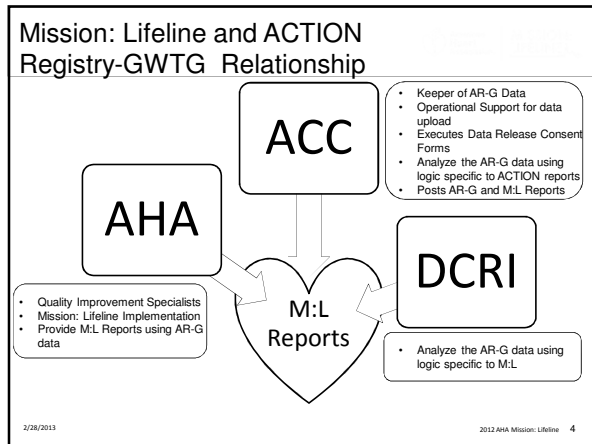 Mission: Lifeline and ACTION
Registry-GWTG Relationship
ACC
• Keeper of AR-G Data
• Operational Support for data
upload
• Executes Data Release Consent
Forms
• Analyze the AR-G data using
logic specific to ACTION reports
• Posts AR-G and M:L Reports
AHA
• Quality Improvement Specialists
• Mission: Lifeline Implementation
• Provide M:L Reports using AR-G
data
M:L
Reports
DCRI
• Analyze the AR-G data using
logic specific to M:L
2/28/2013
2012 AHA Mission: Lifeline 4